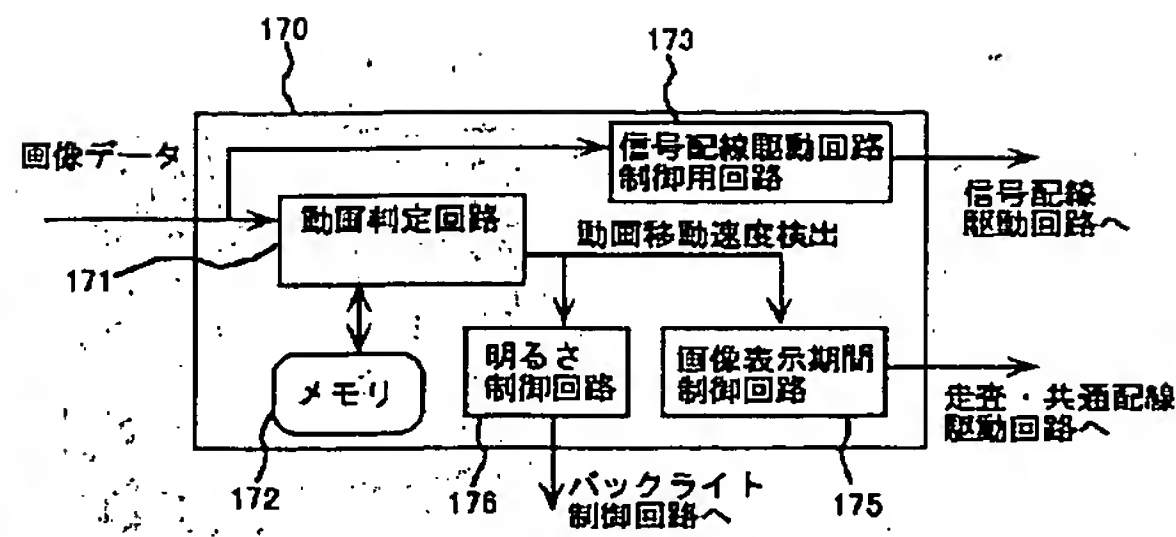 170
173
画像データ
信号配線駆動回路
制御用回路
信号配線
駆動回路へ
動画判定回路
動画移動速度検出
171
メモリ
明るさ
制御回路
画像表示期間
制御回路
走査・共通配線
駆動回路へ
172
176
175
バックライト
制御回路へ